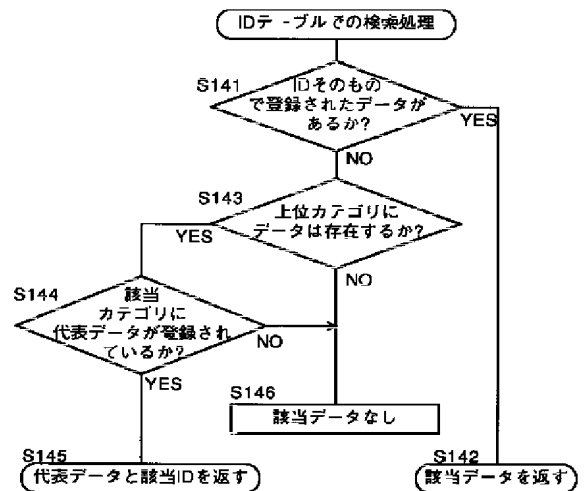 IDテーブルでの検索処理
S141
IDそのもの
で登録されたデータが
あるか?
YES
NO
S143
上位カテゴリに
データは存在するか?
YES
NO
S144
該当
カテゴリに
代表データが登録され
ているか?
NO
YES
S146
該当データなし
S145
代表データと該当IDを返す
S142
該当データを返す